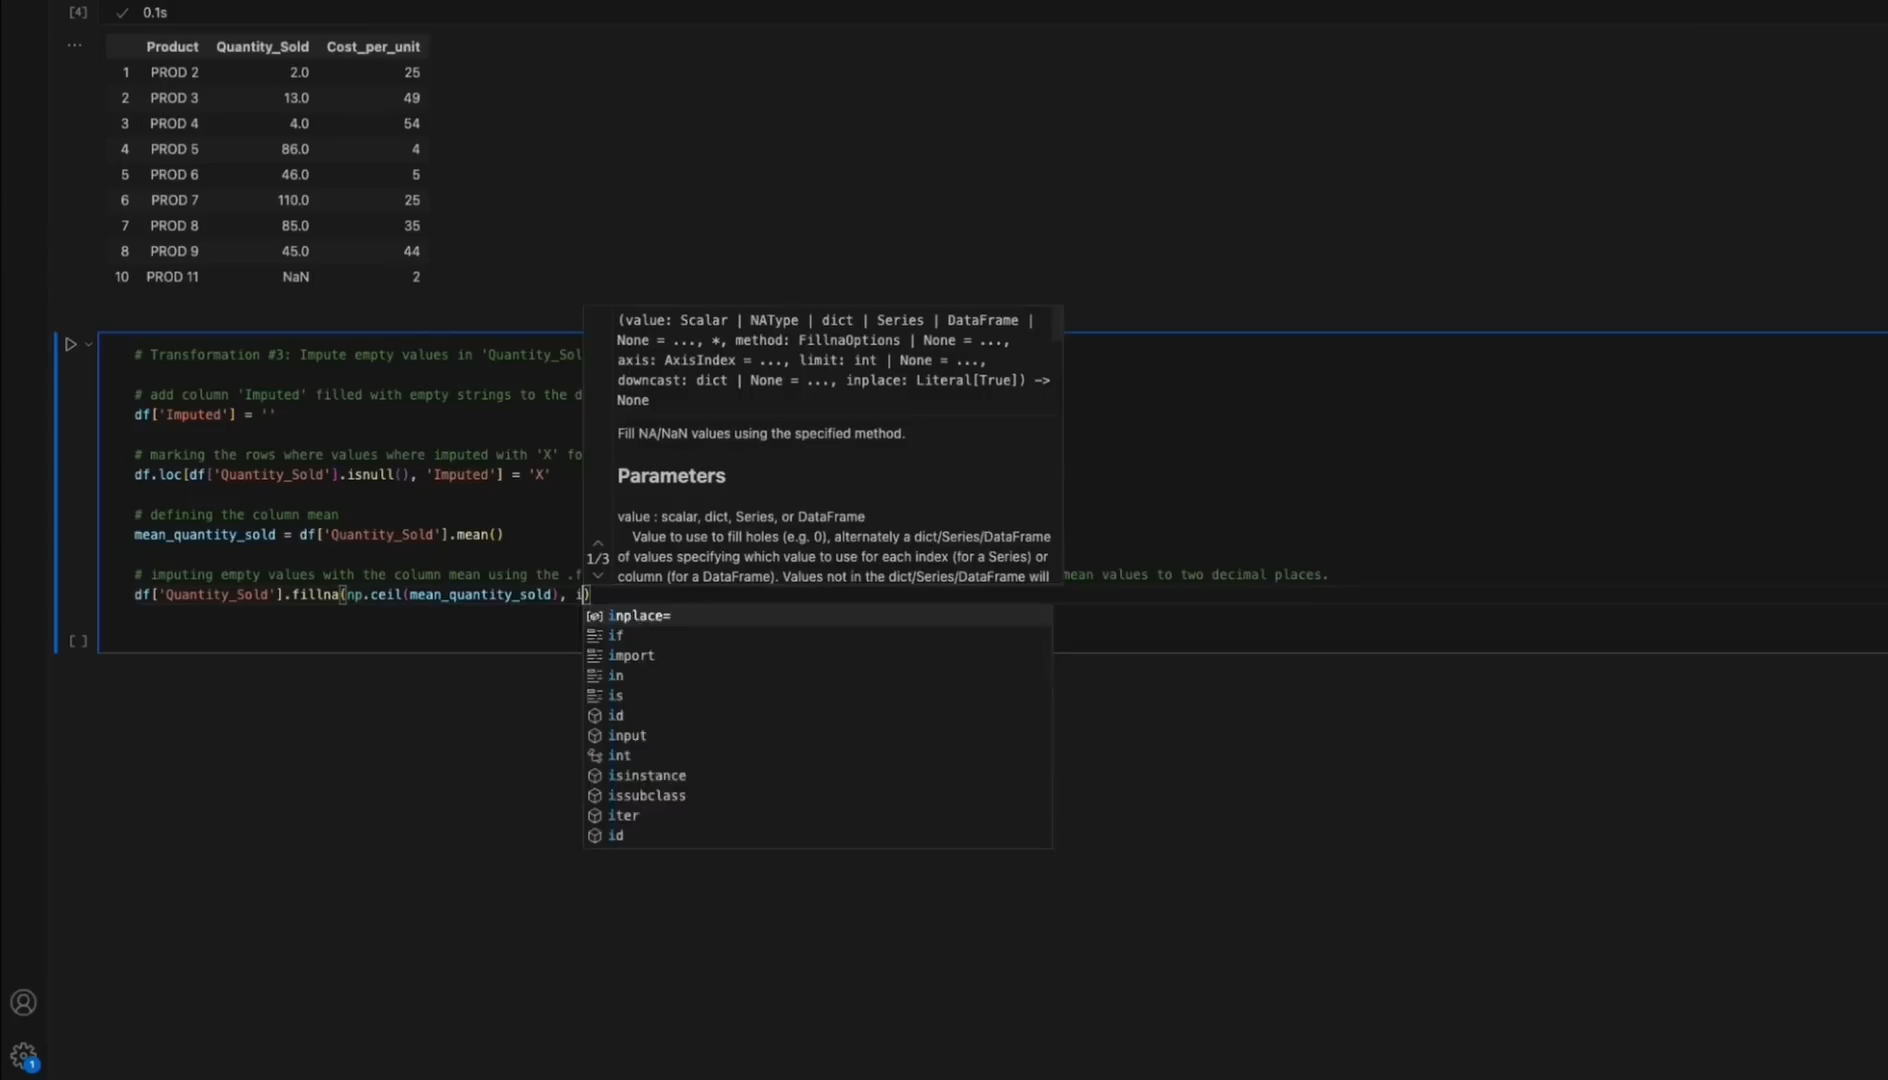 [4] 0.1s
... Product Quantity_Sold Cost_per_unit
1 PROD 2 2.0 25
2 PROD 3 13.0 49
3 PROD 4 4.0 54
4 PROD 5 86.0 4
5 PROD 6 46.0 5
6 PROD 7 110.0 25
7 PROD 8 85.0 35
8 PROD 9 45.0 44
10 PROD 11 NaN 2
# Transformation #3: Impute empty values in 'Quantity_Sol
# add column 'Imputed' filled with empty strings to the d
df['Imputed'] = ''
# marking the rows where values where imputed with 'X' fo
df.loc[df['Quantity_Sold'].isnull(), 'Imputed'] = 'X'
# defining the column mean
mean_quantity_sold = df['Quantity_Sold'].mean()
# imputing empty values with the column mean using the .f
mean values to two decimal places.
df['Quantity_Sold'].fillna(np.ceil(mean_quantity_sold), i)
[ ]
(value: Scalar | NAType | dict | Series | DataFrame |
None = ..., *, method: FillnaOptions | None = ...,
axis: AxisIndex = ..., limit: int | None = ...,
downcast: dict | None = ..., inplace: Literal[True]) ->
None
Fill NA/NaN values using the specified method.
Parameters
value : scalar, dict, Series, or DataFrame
Value to use to fill holes (e.g. 0), alternately a dict/Series/DataFrame
1/3 of values specifying which value to use for each index (for a Series) or
column (for a DataFrame). Values not in the dict/Series/DataFrame will
inplace=
if
import
in
is
id
input
int
isinstance
issubclass
iter
id
1